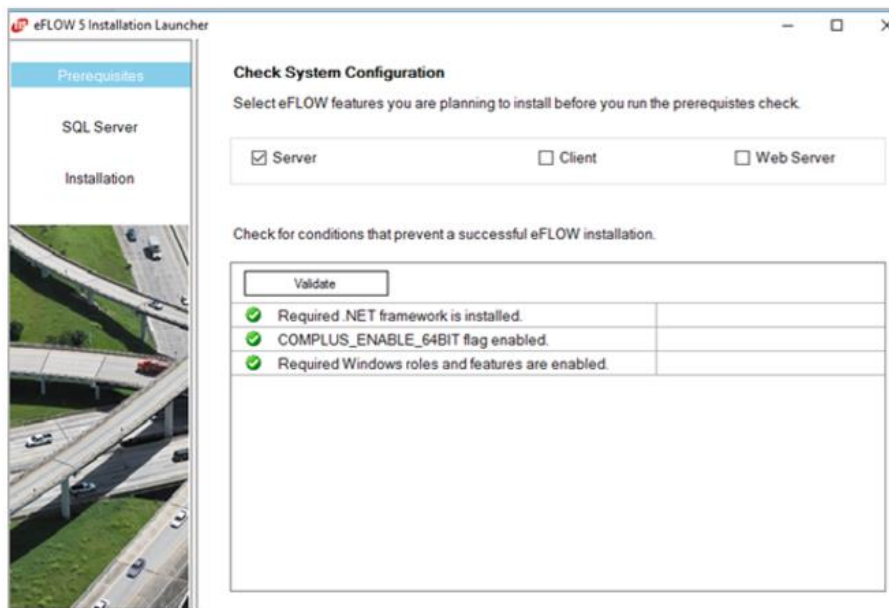 eFLOW 5 Installation Launcher
Prerequisites
SQL Server
Installation
Check System Configuration
Select eFLOW features you are planning to install before you run the prerequistes check.
Server
Client
Web Server
Check for conditions that prevent a successful eFLOW installation.
Validate
Required .NET framework is installed.
COMPLUS_ENABLE_64BIT flag enabled.
Required Windows roles and features are enabled.